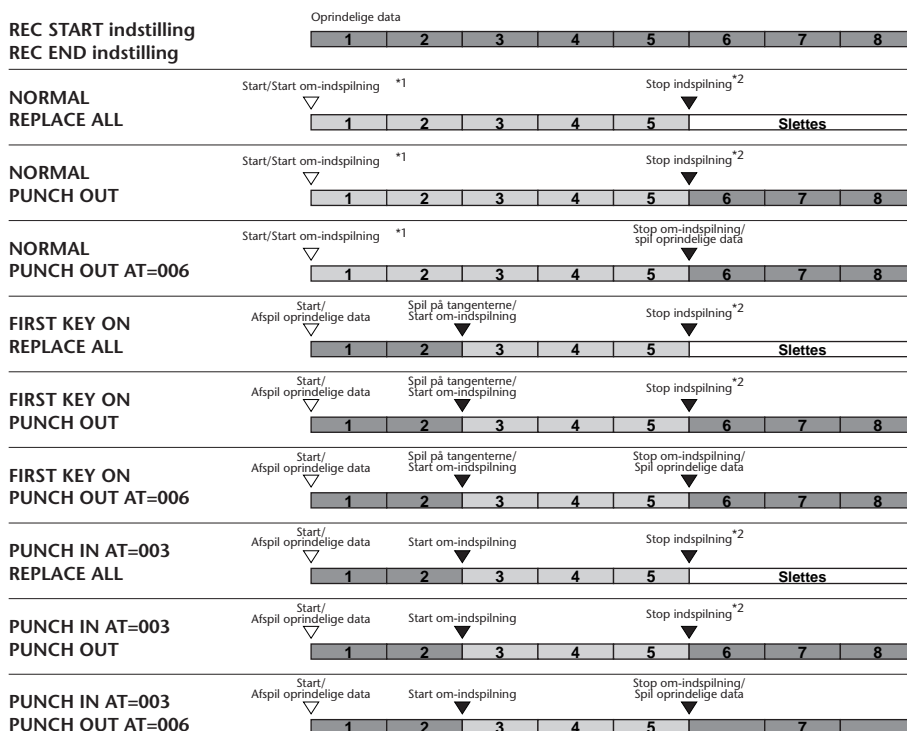 Oprindelige data
REC START indstilling
REC END indstilling
1 2 3 4 5 6 7 8
Start/Start om-indspilning *1
Stop indspilning*2
NORMAL
REPLACE ALL
1 2 3 4 5 Slettes
Start/Start om-indspilning *1
Stop indspilning*2
NORMAL
PUNCH OUT
1 2 3 4 5 6 7 8
Start/Start om-indspilning *1
Stop om-indspilning/
spil oprindelige data
NORMAL
PUNCH OUT AT=006
1 2 3 4 5 6 7 8
Start/
Afspil oprindelige data
Spil på tangenterne/
Start om-indspilning
Stop indspilning*2
FIRST KEY ON
REPLACE ALL
1 2 3 4 5 Slettes
Start/
Afspil oprindelige data
Spil på tangenterne/
Start om-indspilning
Stop indspilning*2
FIRST KEY ON
PUNCH OUT
1 2 3 4 5 6 7 8
Start/
Afspil oprindelige data
Spil på tangenterne/
Start om-indspilning
Stop om-indspilning/
Spil oprindelige data
FIRST KEY ON
PUNCH OUT AT=006
1 2 3 4 5 6 7 8
Start/
Afspil oprindelige data
Start om-indspilning
Stop indspilning*2
PUNCH IN AT=003
REPLACE ALL
1 2 3 4 5 Slettes
Start/
Afspil oprindelige data
Start om-indspilning
Stop indspilning*2
PUNCH IN AT=003
PUNCH OUT
1 2 3 4 5 6 7 8
Start/
Afspil oprindelige data
Start om-indspilning
Stop om-indspilning/
Spil oprindelige data
PUNCH IN AT=003
PUNCH OUT AT=006
1 2 3 4 5 7